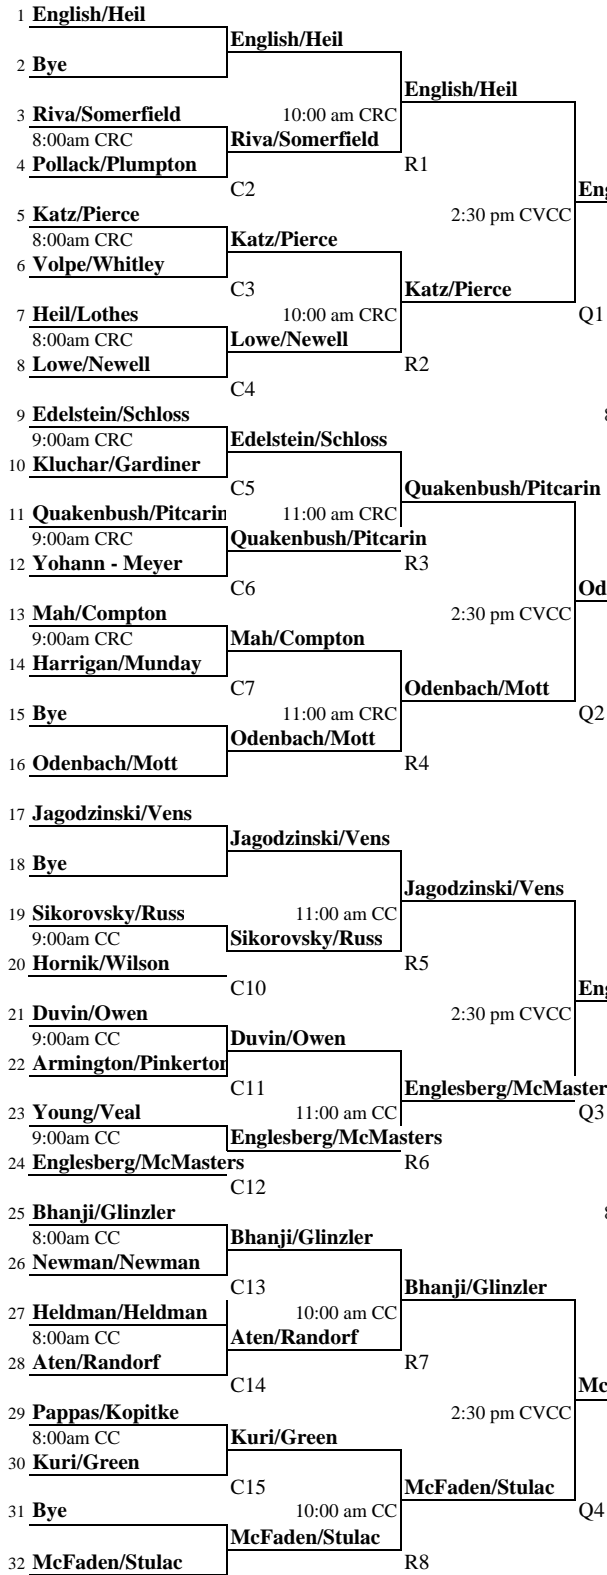 1 English/Heil
English/Heil
2 Bye
English/Heil
3 Riva/Somerfield 10:00 am CRC
8:00am CRC Riva/Somerfield
4 Pollack/Plumpton R1
C2
Eng
5 Katz/Pierce 2:30 pm CVCC
8:00am CRC Katz/Pierce
6 Volpe/Whitley
C3 Katz/Pierce
7 Heil/Lothes 10:00 am CRC Q1
8:00am CRC Lowe/Newell
8 Lowe/Newell R2
C4
9 Edelstein/Schloss 8
9:00am CRC Edelstein/Schloss
10 Kluchar/Gardiner
C5 Quakenbush/Pitcarin
11 Quakenbush/Pitcarin 11:00 am CRC
9:00am CRC Quakenbush/Pitcarin
12 Yohann - Meyer R3
C6 Od
13 Mah/Compton 2:30 pm CVCC
9:00am CRC Mah/Compton
14 Harrigan/Munday
C7 Odenbach/Mott
15 Bye 11:00 am CRC Q2
Odenbach/Mott
16 Odenbach/Mott R4
17 Jagodzinski/Vens
Jagodzinski/Vens
18 Bye
Jagodzinski/Vens
19 Sikorovsky/Russ 11:00 am CC
9:00am CC Sikorovsky/Russ
20 Hornik/Wilson R5
C10 Eng
21 Duvin/Owen 2:30 pm CVCC
9:00am CC Duvin/Owen
22 Armington/Pinkerton
C11 Englesberg/McMaster
23 Young/Veal 11:00 am CC Q3
9:00am CC Englesberg/McMasters
24 Englesberg/McMasters R6
C12
25 Bhanji/Glinzler 8
8:00am CC Bhanji/Glinzler
26 Newman/Newman
C13 Bhanji/Glinzler
27 Heldman/Heldman 10:00 am CC
8:00am CC Aten/Randorf
28 Aten/Randorf R7
C14
Mc
29 Pappas/Kopitke 2:30 pm CVCC
8:00am CC Kuri/Green
30 Kuri/Green
C15 McFaden/Stulac
31 Bye 10:00 am CC Q4
McFaden/Stulac
32 McFaden/Stulac R8